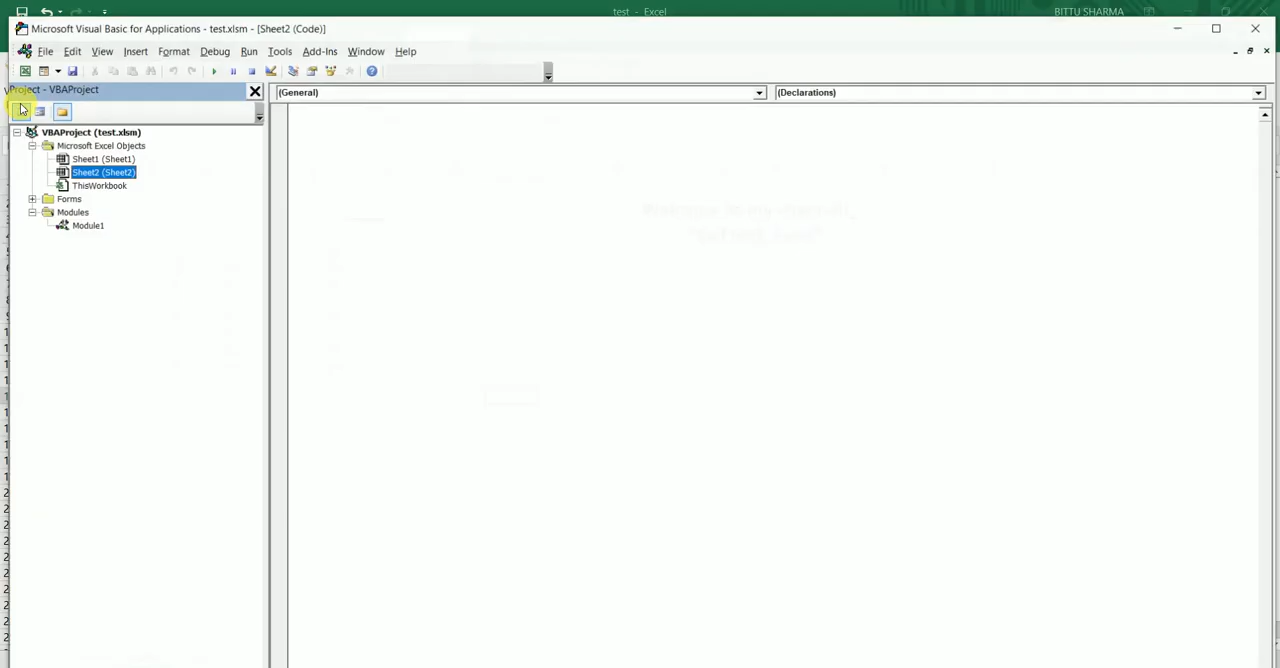 test - Excel
BITTU SHARMA
Microsoft Visual Basic for Applications - test.xlsm - [Sheet2 (Code)]
File Edit View Insert Format Debug Run Tools Add-Ins Window Help
Project - VBAProject
(General)
(Declarations)
VBAProject (test.xlsm)
Microsoft Excel Objects
Sheet1 (Sheet1)
Sheet2 (Sheet2)
ThisWorkbook
Forms
Modules
Module1